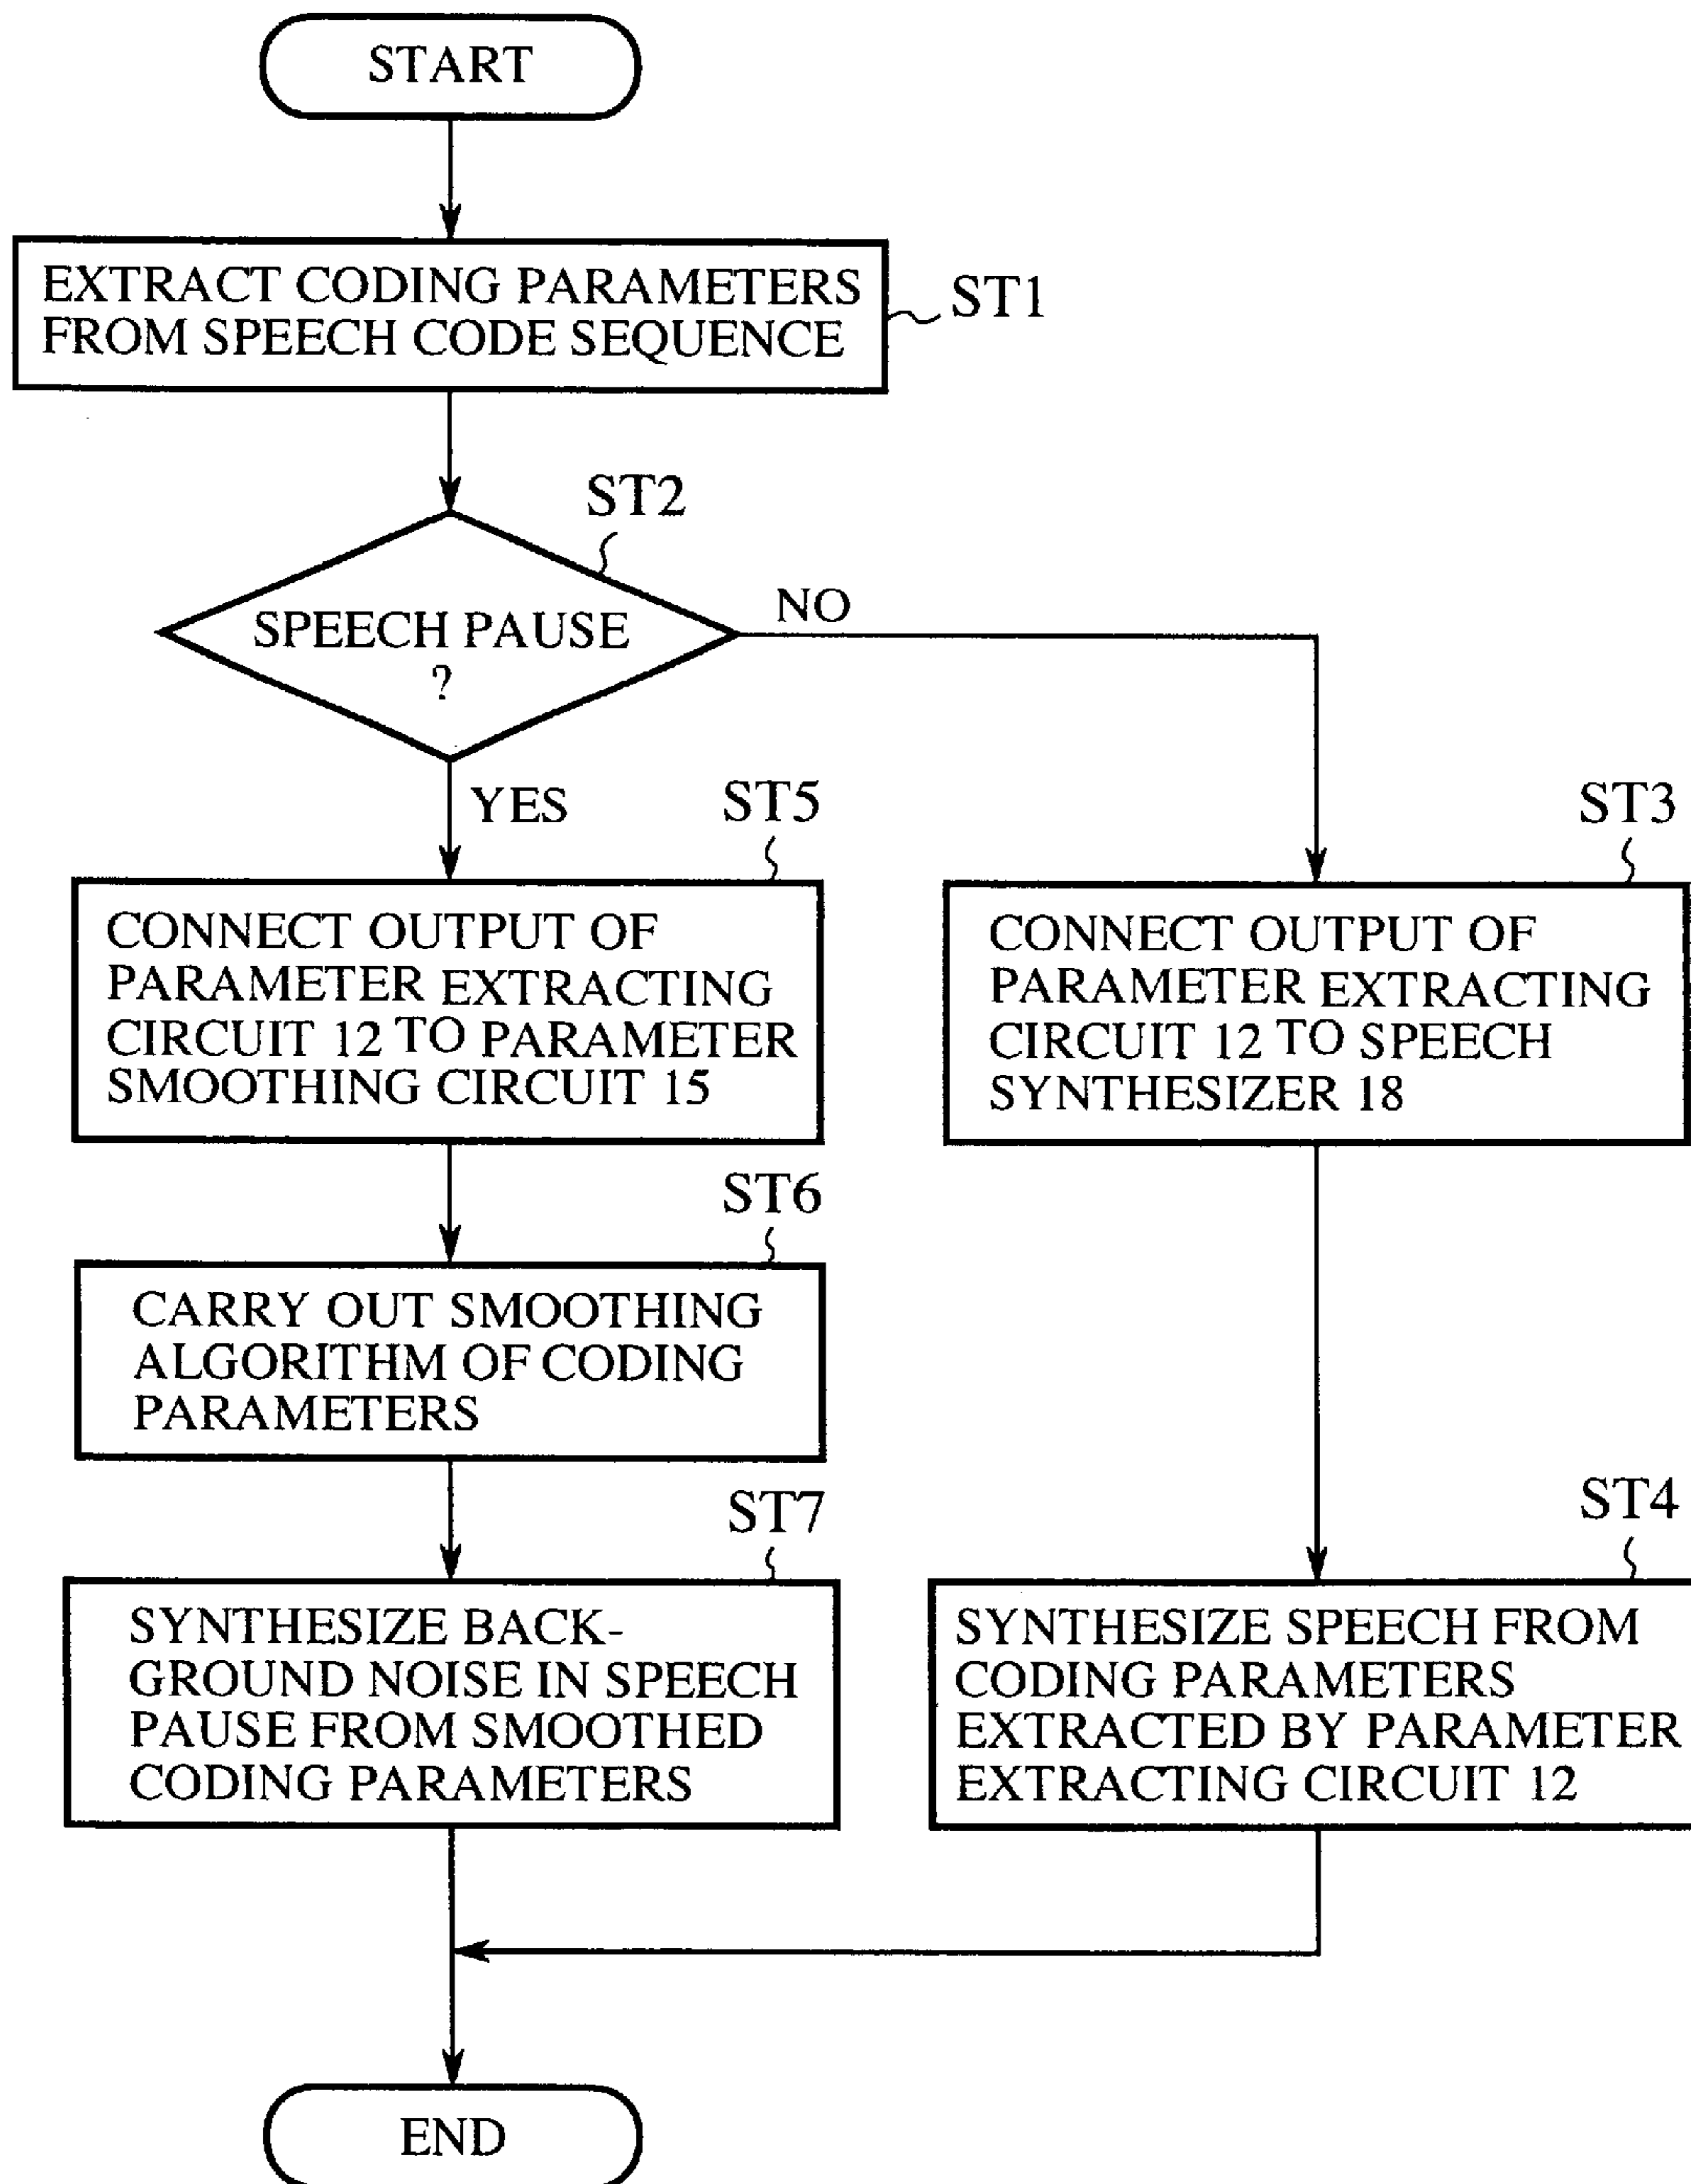 START
EXTRACT CODING PARAMETERS
FROM SPEECH CODE SEQUENCE
ST1
ST2
SPEECH PAUSE
?
NO
YES
ST5
CONNECT OUTPUT OF
PARAMETER EXTRACTING
CIRCUIT 12 TO PARAMETER
SMOOTHING CIRCUIT 15
ST3
CONNECT OUTPUT OF
PARAMETER EXTRACTING
CIRCUIT 12 TO SPEECH
SYNTHESIZER 18
ST6
CARRY OUT SMOOTHING
ALGORITHM OF CODING
PARAMETERS
ST7
SYNTHESIZE BACK-
GROUND NOISE IN SPEECH
PAUSE FROM SMOOTHED
CODING PARAMETERS
ST4
SYNTHESIZE SPEECH FROM
CODING PARAMETERS
EXTRACTED BY PARAMETER
EXTRACTING CIRCUIT 12
END